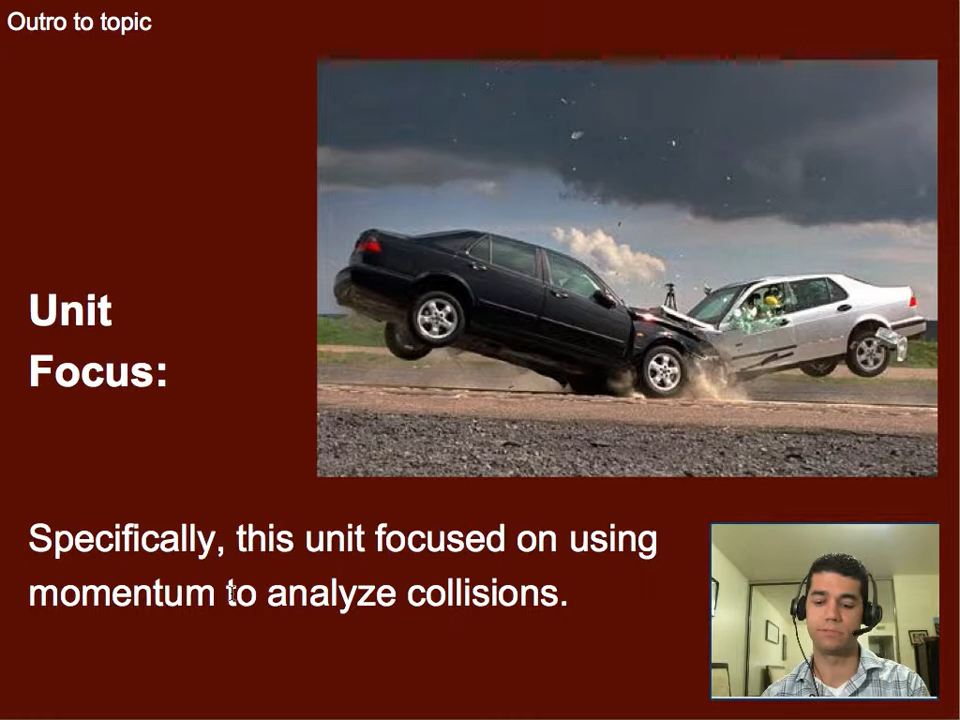 Outro to topic
Unit
Focus:
Specifically, this unit focused on using
momentum to analyze collisions.